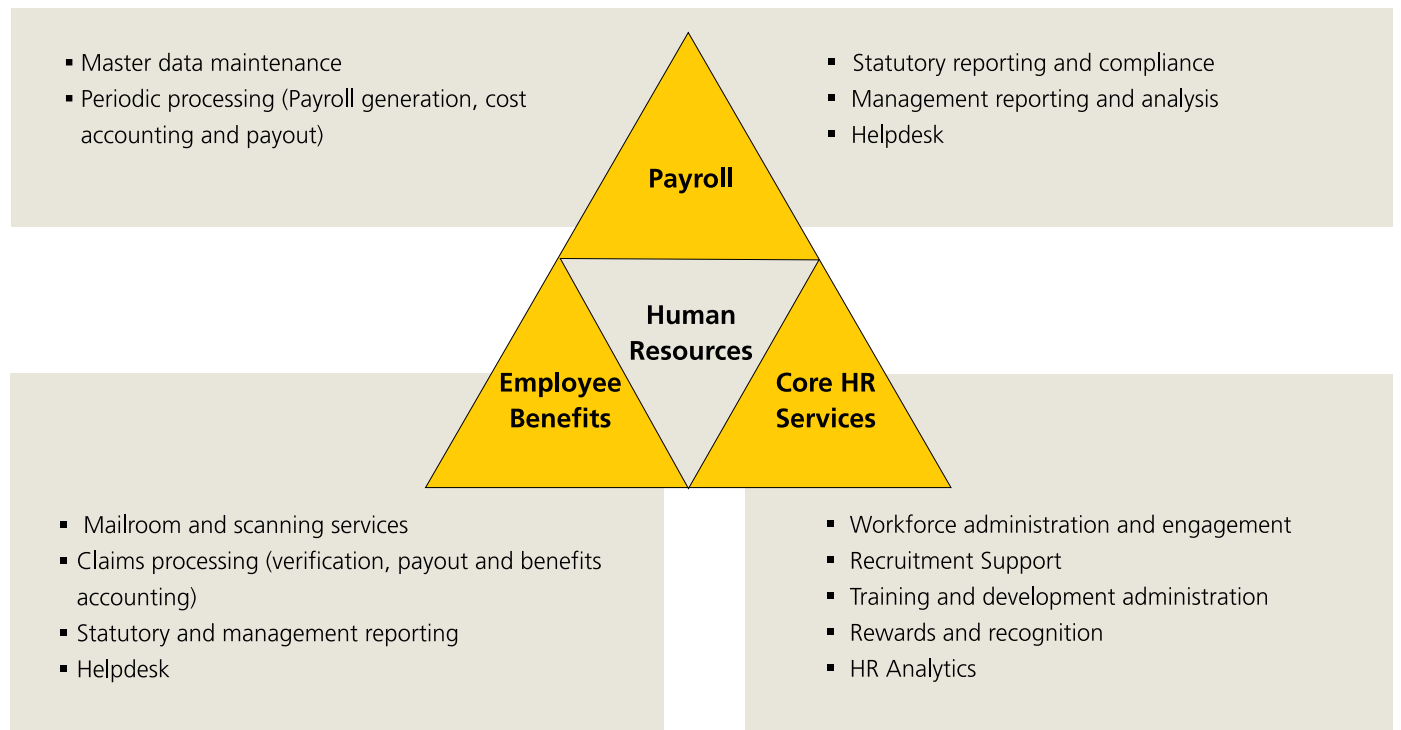 ▪ Master data maintenance
▪ Periodic processing (Payroll generation, cost
accounting and payout)
▪ Statutory reporting and compliance
▪ Management reporting and analysis
▪ Helpdesk
Payroll
Human
Resources
Employee
Benefits
Core HR
Services
▪ Mailroom and scanning services
▪ Claims processing (verification, payout and benefits
accounting)
▪ Statutory and management reporting
▪ Helpdesk
▪ Workforce administration and engagement
▪ Recruitment Support
▪ Training and development administration
▪ Rewards and recognition
▪ HR Analytics